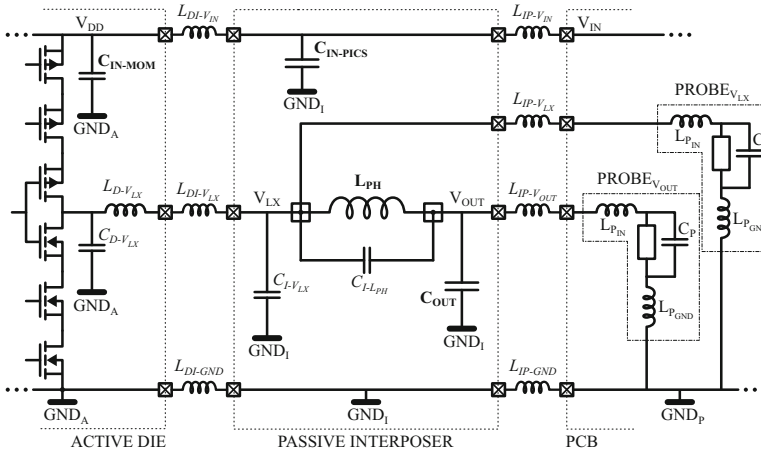 V_DD
L_DI-V_IN
L_IP-V_IN
V_IN
C_IN-MOM
GND_A
C_IN-PICS
GND_I
L_IP-V_LX
PROBE_V_LX
L_P_IN
L_D-V_LX
L_DI-V_LX
V_LX
L_PH
V_OUT
L_IP-V_OUT
PROBE_V_OUT
L_P_IN
C_P
L_P_GND
C_D-V_LX
GND_A
C_I-V_LX
GND_I
C_I-L_PH
C_OUT
GND_I
L_P_GND
L_DI-GND
L_IP-GND
GND_A
GND_I
GND_P
ACTIVE DIE
PASSIVE INTERPOSER
PCB